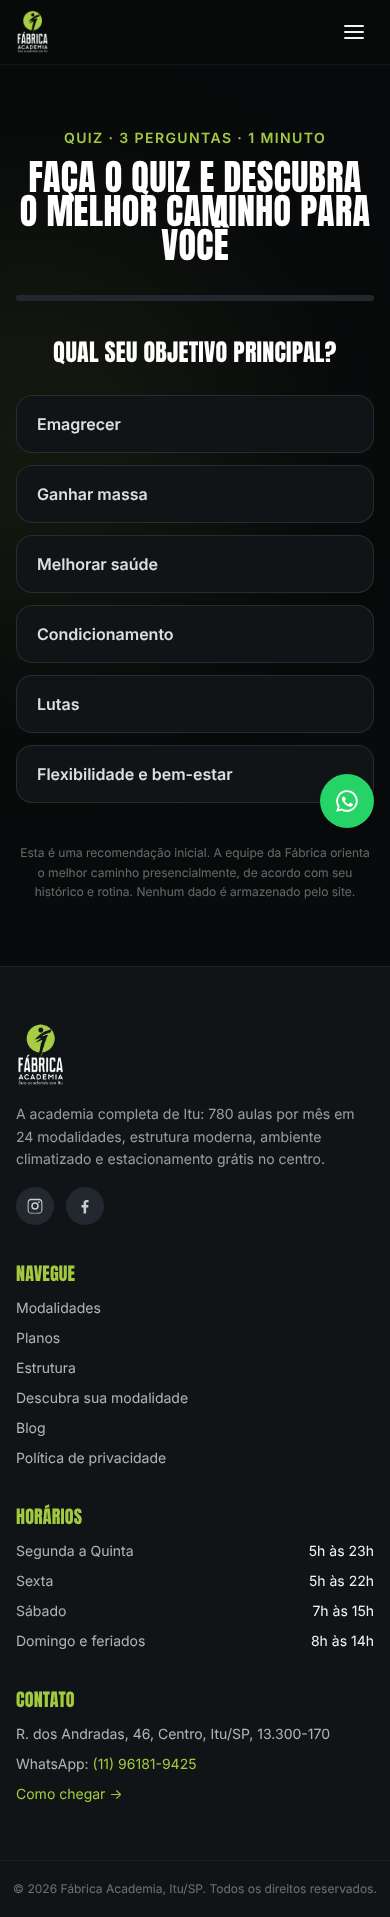 FÁBRICA
ACADEMIA
QUIZ · 3 PERGUNTAS · 1 MINUTO
FAÇA O QUIZ E DESCUBRA
O MELHOR CAMINHO PARA
VOCÊ
QUAL SEU OBJETIVO PRINCIPAL?
Emagrecer
Ganhar massa
Melhorar saúde
Condicionamento
Lutas
Flexibilidade e bem-estar
Esta é uma recomendação inicial. A equipe da Fábrica orienta
o melhor caminho presencialmente, de acordo com seu
histórico e rotina. Nenhum dado é armazenado pelo site.
FÁBRICA
ACADEMIA
A academia completa de Itu: 780 aulas por mês em
24 modalidades, estrutura moderna, ambiente
climatizado e estacionamento grátis no centro.
NAVEGUE
Modalidades
Planos
Estrutura
Descubra sua modalidade
Blog
Política de privacidade
HORÁRIOS
Segunda a Quinta 5h às 23h
Sexta 5h às 22h
Sábado 7h às 15h
Domingo e feriados 8h às 14h
CONTATO
R. dos Andradas, 46, Centro, Itu/SP, 13.300-170
WhatsApp: (11) 96181-9425
Como chegar →
© 2026 Fábrica Academia, Itu/SP. Todos os direitos reservados.